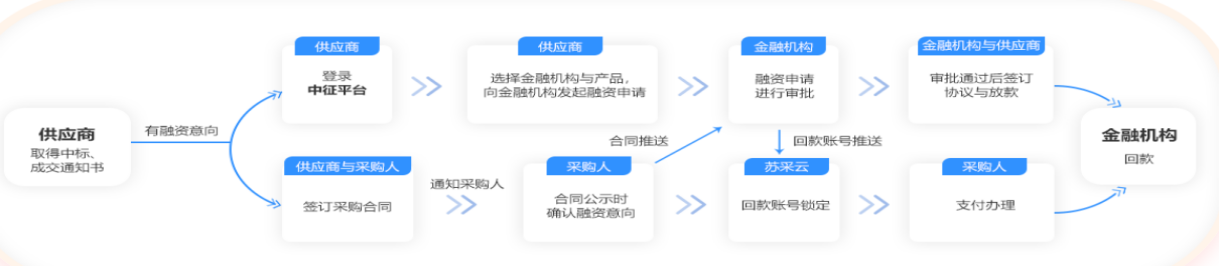 供应商
取得中标、
成交通知书
有融资意向
供应商
登录
中征平台
供应商
选择金融机构与产品，
向金融机构发起融资申请
金融机构
融资申请
进行审批
金融机构与供应商
审批通过后签订
协议与放款
合同推送
回款账号推送
供应商与采购人
签订采购合同
通知采购人
采购人
合同公示时
确认融资意向
苏采云
回款账号锁定
采购人
支付办理
金融机构
回款